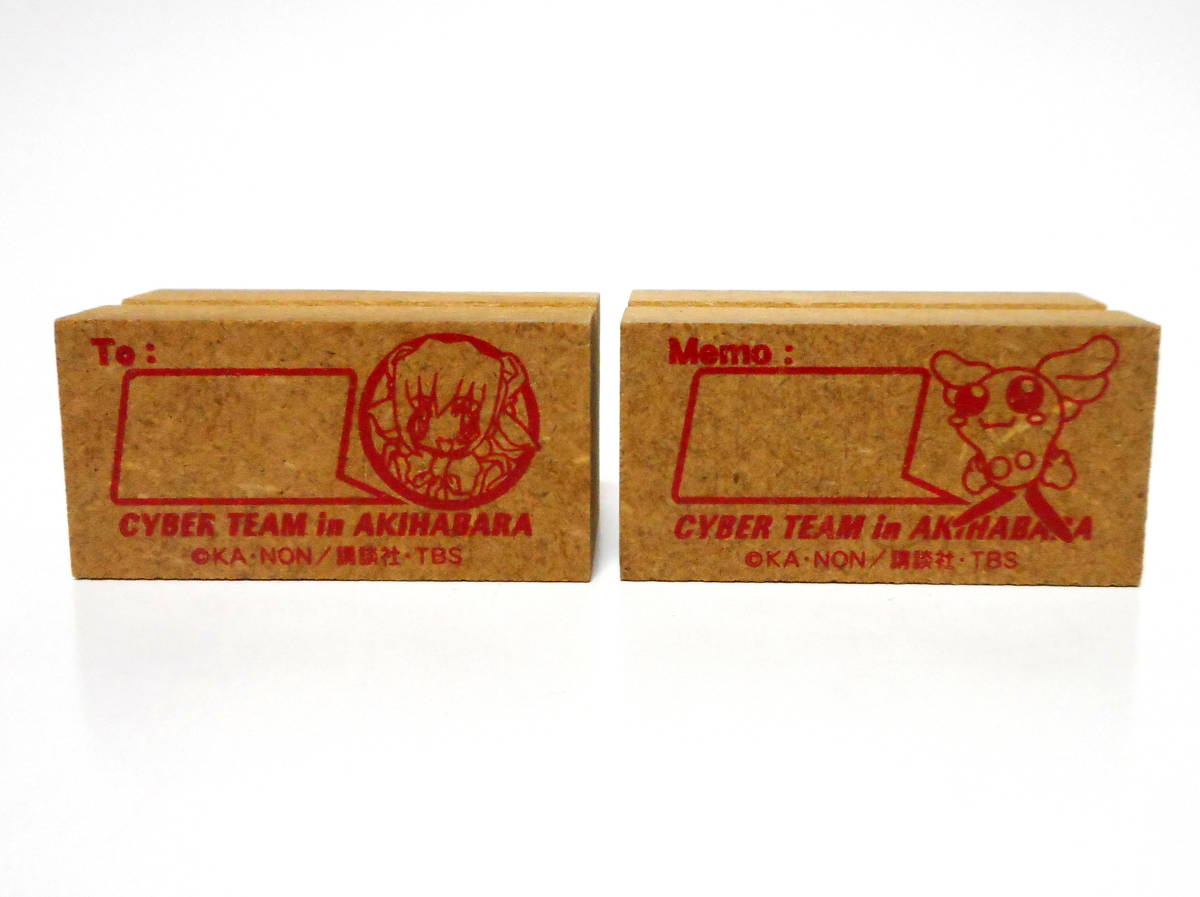 To :
CYBER TEAM in AKIHABARA
©KA・NON／講談社・TBS
Memo :
CYBER TEAM in AKIHABARA
©KA・NON／講談社・TBS